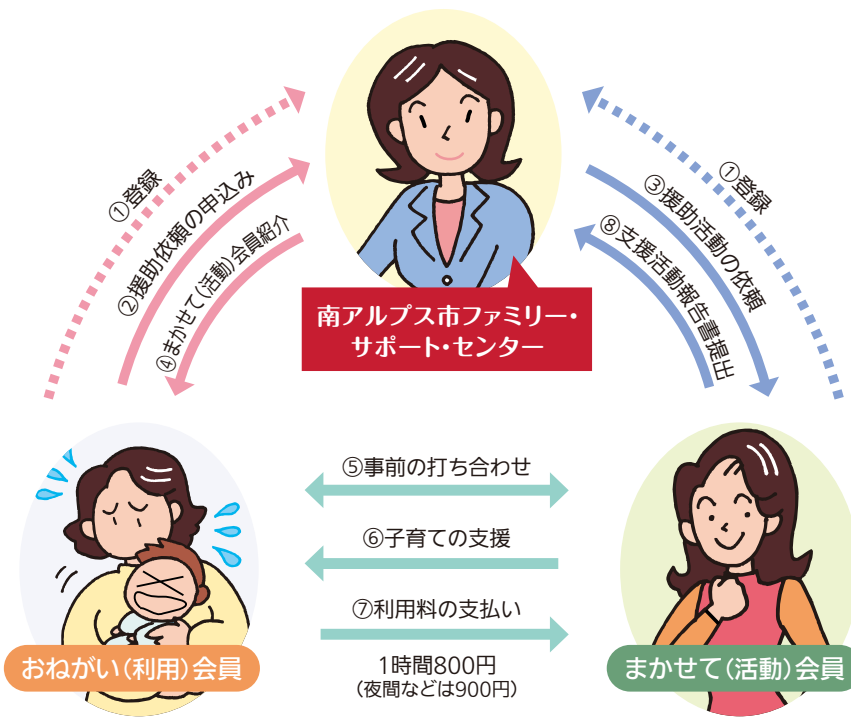 ①登録
②援助依頼の申込み
④まかせて(活動)会員紹介
①登録
③援助活動の依頼
⑧支援活動報告書提出
南アルプス市ファミリー・
サポート・センター
⑤事前の打ち合わせ
⑥子育ての支援
⑦利用料の支払い
1時間800円
(夜間などは900円)
おねがい(利用)会員
まかせて(活動)会員